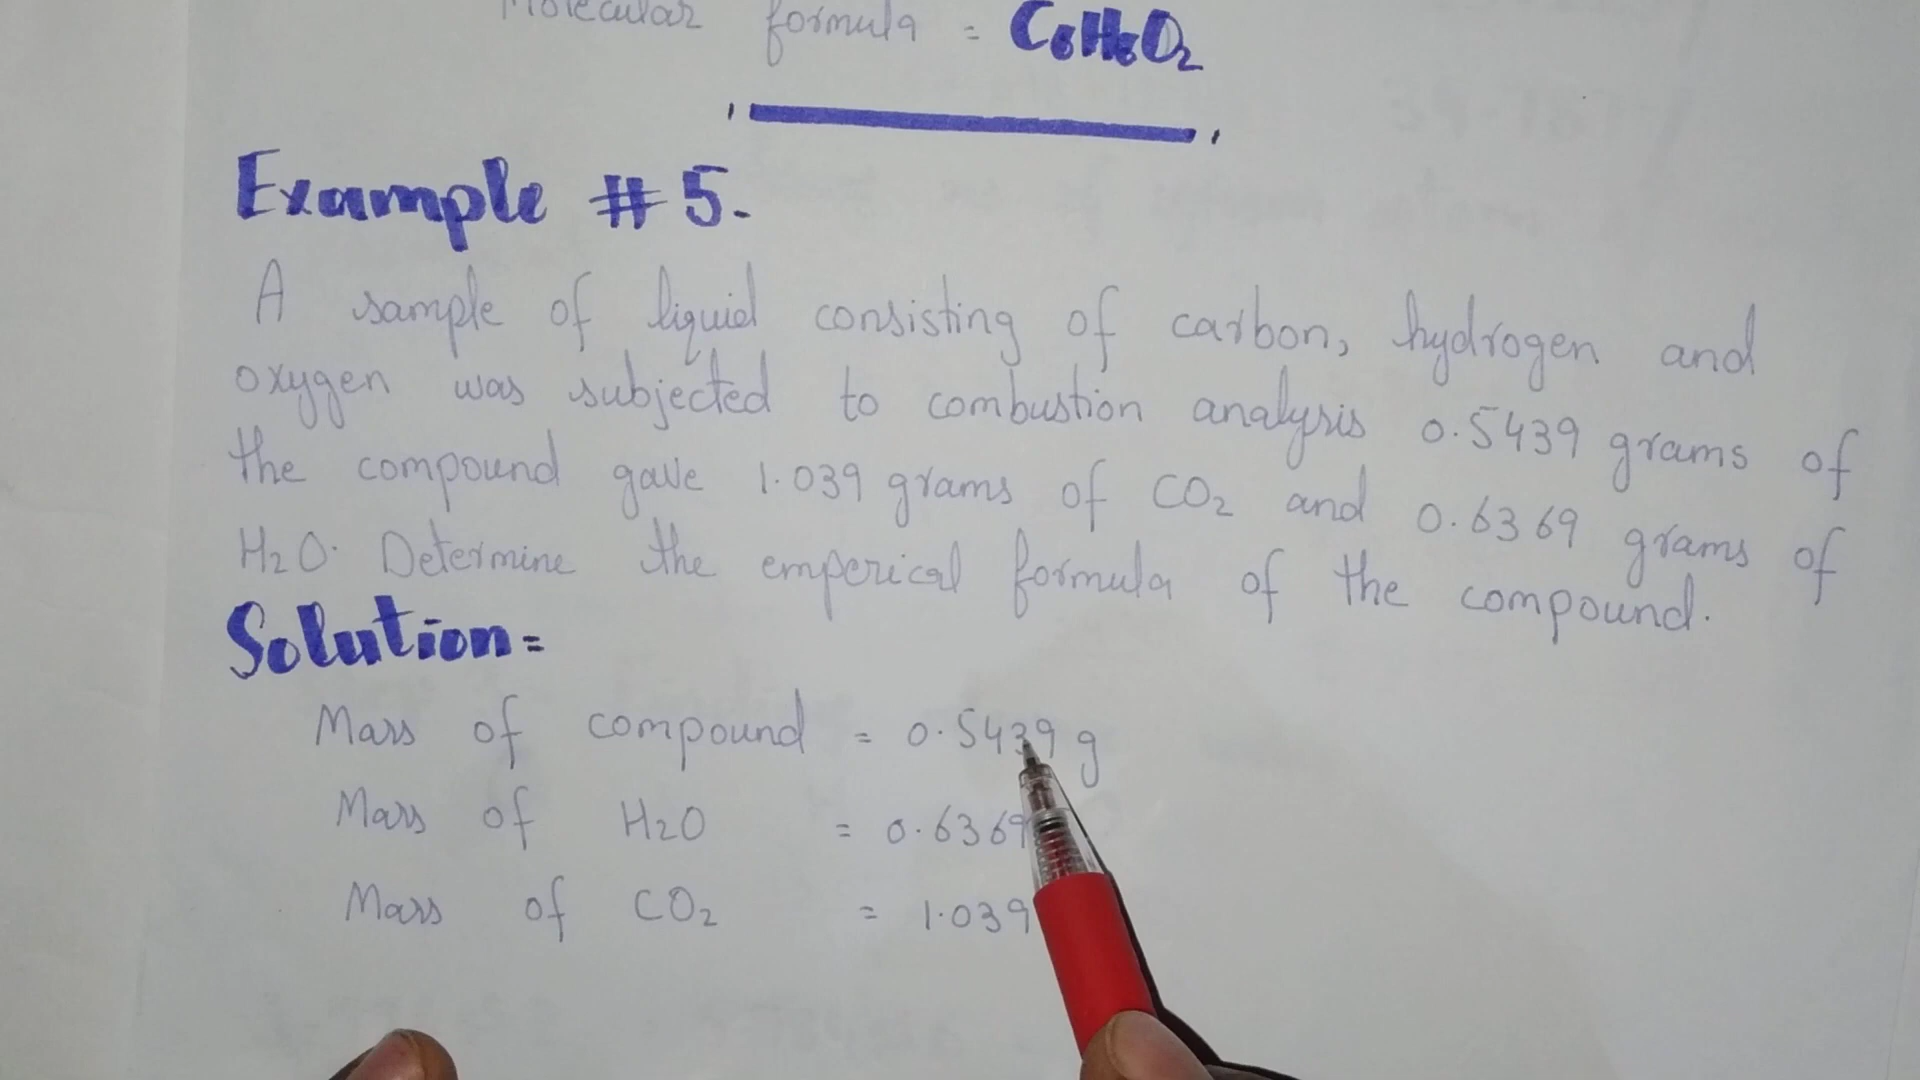 Molecular formula = C6H6O2
Example # 5.
A sample of liquid consisting of carbon, hydrogen and
oxygen was subjected to combustion analysis 0.5439 grams of
the compound gave 1.039 grams of CO2 and 0.6369 grams of
H2O. Determine the emperical formula of the compound.
Solution=
Mass of compound = 0.5439 g
Mass of H2O = 0.6369
Mass of CO2 = 1.039